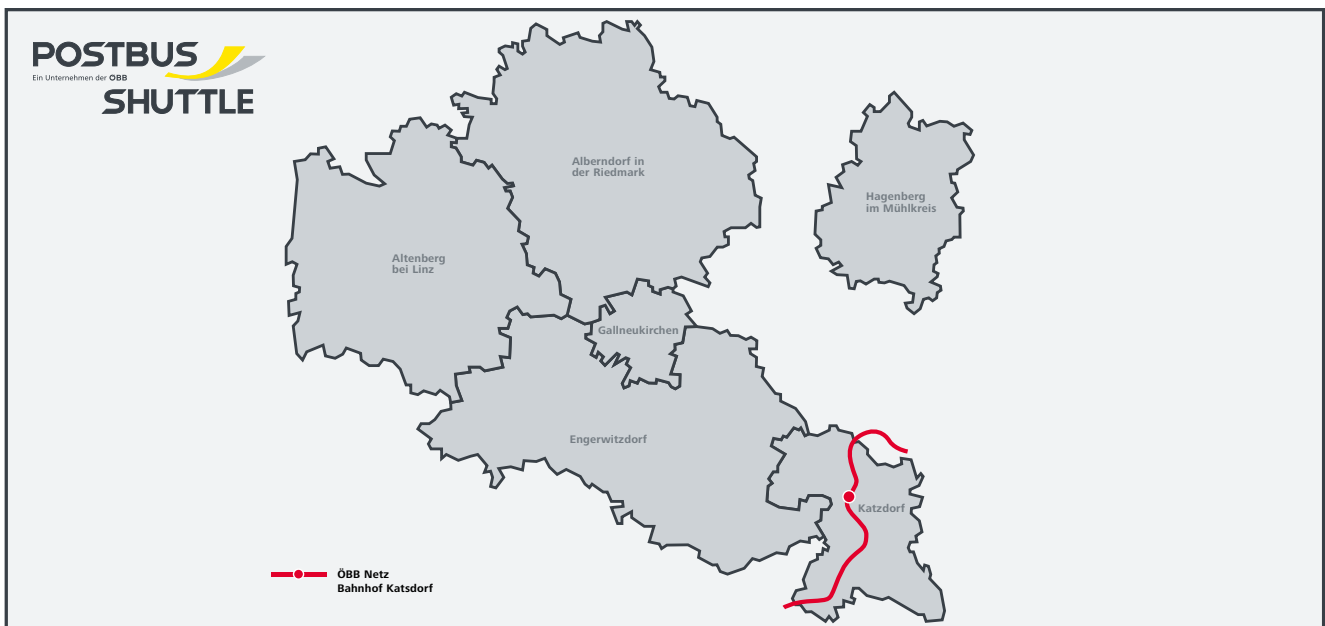 POSTBUS
Ein Unternehmen der ÖBB
SHUTTLE
Alberndorf in
der Riedmark
Hagenberg
im Mühlkreis
Altenberg
bei Linz
Gallneukirchen
Engerwitzdorf
Katzdorf
ÖBB Netz
Bahnhof Katsdorf